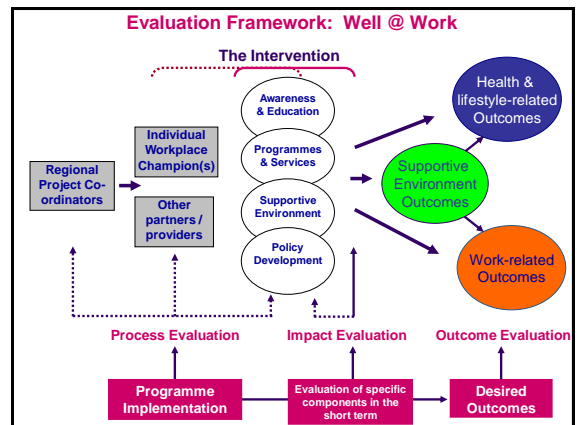 Evaluation Framework: Well @ Work
The Intervention
Awareness
& Education
Programmes
& Services
Supportive
Environment
Policy
Development
Individual
Workplace
Champion(s)
Regional
Project Co-
ordinators
Other
partners /
providers
Health &
lifestyle-related
Outcomes
Supportive
Environment
Outcomes
Work-related
Outcomes
Process Evaluation
Impact Evaluation
Outcome Evaluation
Programme
Implementation
Evaluation of specific
components in the
short term
Desired
Outcomes